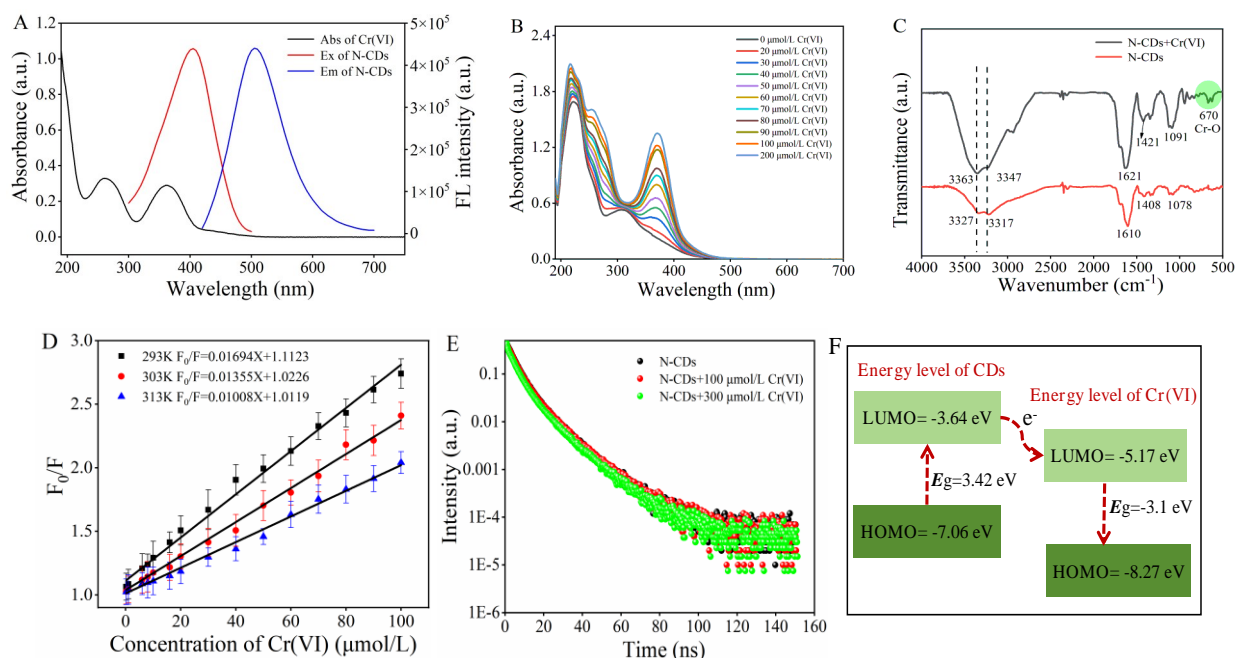 A
Absorbance (a.u.)
1.2
1.0
0.8
0.6
0.4
0.2
0.0
Abs of Cr(VI)
Ex of N-CDs
Em of N-CDs
5×10⁵
4×10⁵
3×10⁵
2×10⁵
1×10⁵
0
FL intensity (a.u.)
200 300 400 500 600 700
Wavelength (nm)
B
Absorbance (a.u.)
2.4
1.8
1.2
0.6
0.0
0 μmol/L Cr(VI)
20 μmol/L Cr(VI)
30 μmol/L Cr(VI)
40 μmol/L Cr(VI)
50 μmol/L Cr(VI)
60 μmol/L Cr(VI)
70 μmol/L Cr(VI)
80 μmol/L Cr(VI)
90 μmol/L Cr(VI)
100 μmol/L Cr(VI)
200 μmol/L Cr(VI)
200 300 400 500 600 700
Wavelength (nm)
C
Transmittance (a.u.)
N-CDs+Cr(VI)
N-CDs
670
Cr-O
1421 1091
3363 3347 1621
3327 3317 1408 1078
1610
4000 3500 3000 2500 2000 1500 1000 500
Wavenumber (cm⁻¹)
D
F₀/F
3.0
2.5
2.0
1.5
1.0
293K F₀/F=0.01694X+1.1123
303K F₀/F=0.01355X+1.0226
313K F₀/F=0.01008X+1.0119
0 20 40 60 80 100
Concentration of Cr(VI) (μmol/L)
E
Intensity (a.u.)
0.1
0.01
0.001
1E-4
1E-5
1E-6
N-CDs
N-CDs+100 μmol/L Cr(VI)
N-CDs+300 μmol/L Cr(VI)
0 20 40 60 80 100 120 140 160
Time (ns)
F
Energy level of CDs
LUMO= -3.64 eV
Eg=3.42 eV
HOMO= -7.06 eV
e⁻
Energy level of Cr(VI)
LUMO= -5.17 eV
Eg=-3.1 eV
HOMO= -8.27 eV